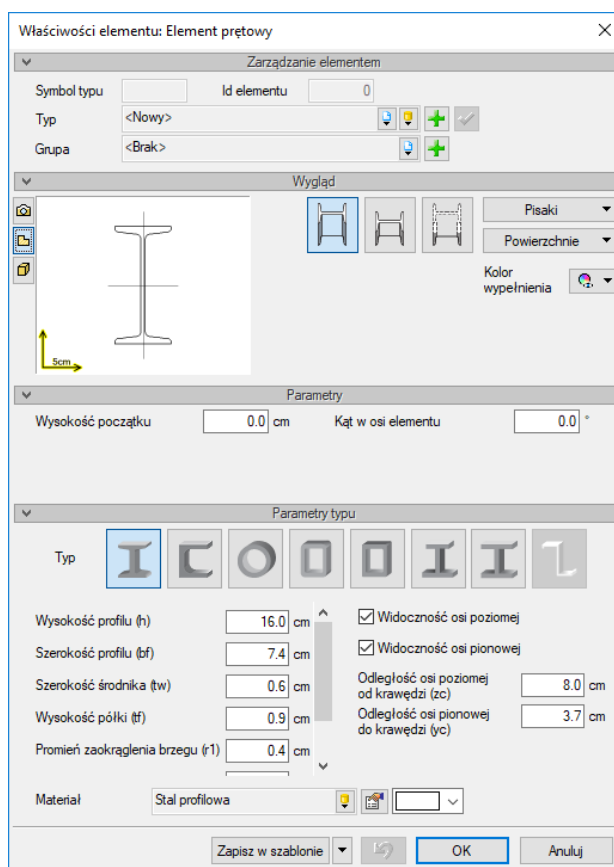 Właściwości elementu: Element prętowy
Zarządzanie elementem
Symbol typu Id elementu 0
Typ <Nowy>
Grupa <Brak>
Wygląd
Pisaki
Powierzchnie
Kolor
wypełnienia
5cm
Parametry
Wysokość początku 0.0 cm Kąt w osi elementu 0.0 °
Parametry typu
Typ
Wysokość profilu (h) 16.0 cm
Widoczność osi poziomej
Szerokość profilu (bf) 7.4 cm
Widoczność osi pionowej
Szerokość środnika (tw) 0.6 cm
Odległość osi poziomej
od krawędzi (zc) 8.0 cm
Wysokość półki (tf) 0.9 cm
Odległość osi pionowej
do krawędzi (yc) 3.7 cm
Promień zaokrąglenia brzegu (r1) 0.4 cm
Materiał Stal profilowa
Zapisz w szablonie OK Anuluj